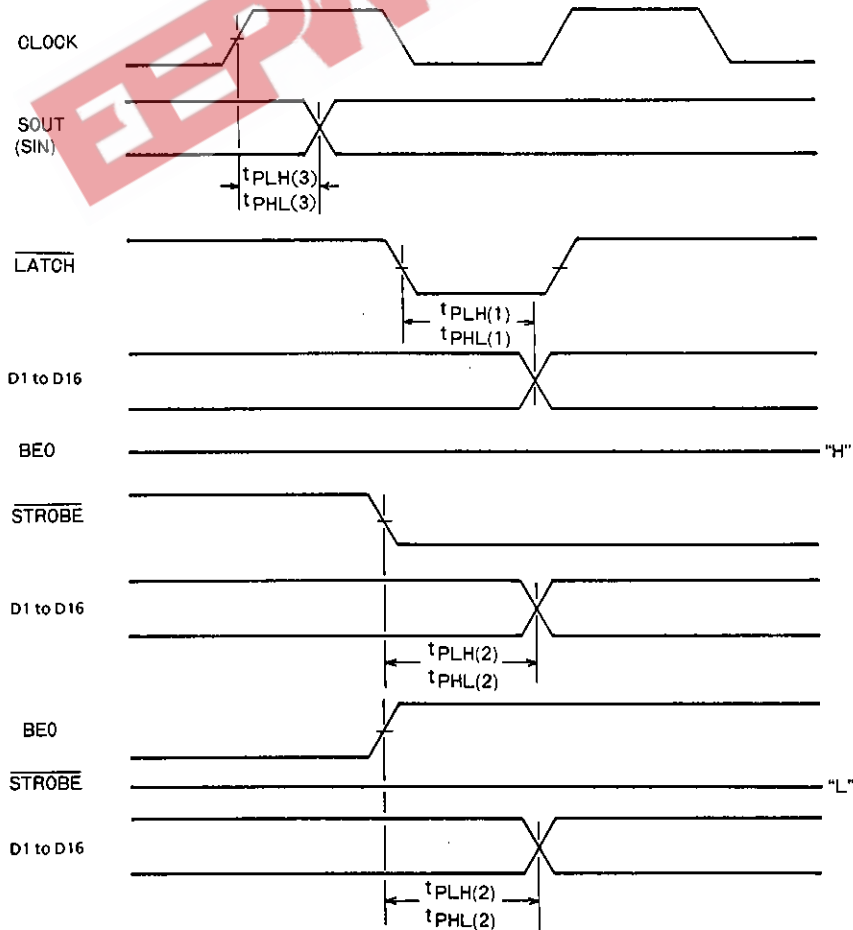 CLOCK
SOUT
(SIN)
tPLH(3)
tPHL(3)
LATCH
tPLH(1)
tPHL(1)
D1 to D16
BEO "H"
STROBE
D1 to D16
tPLH(2)
tPHL(2)
BEO
STROBE "L"
D1 to D16
tPLH(2)
tPHL(2)